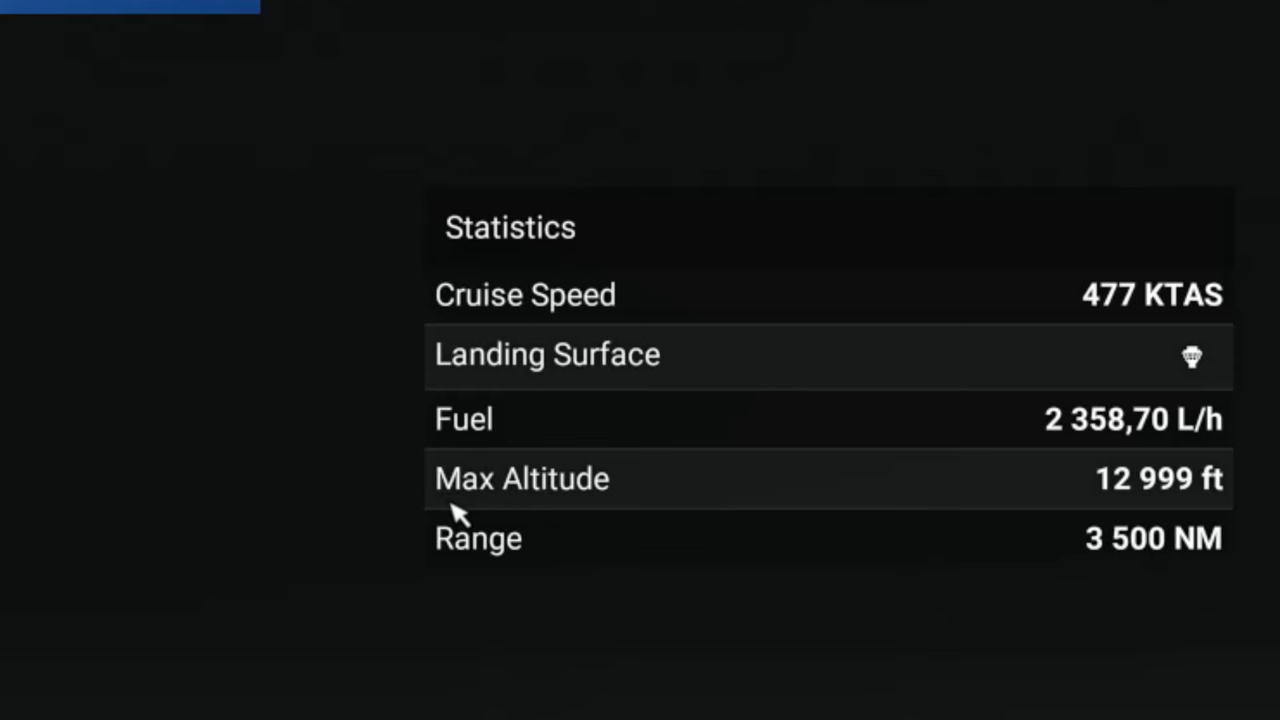 Statistics
Cruise Speed 477 KTAS
Landing Surface
Fuel 2 358,70 L/h
Max Altitude 12 999 ft
Range 3 500 NM